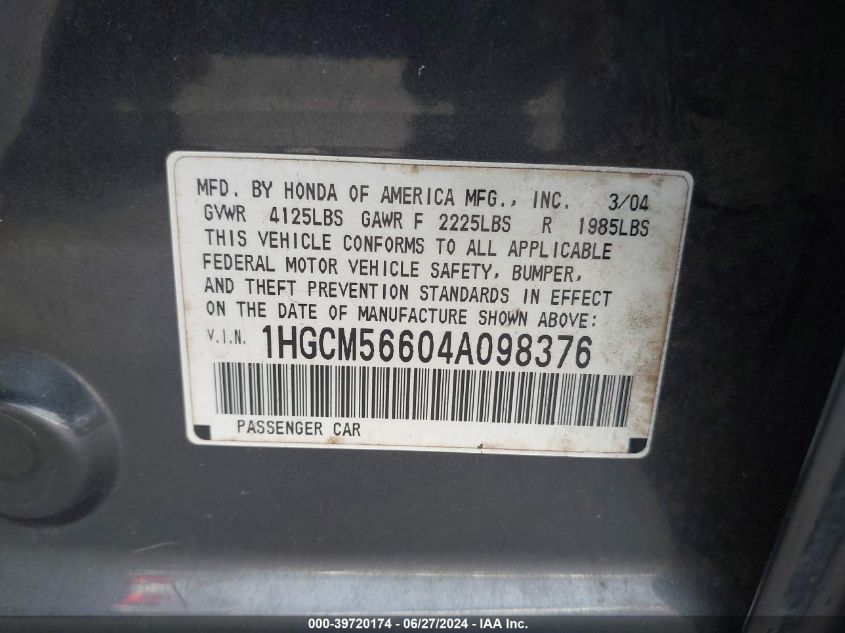 MFD. BY HONDA OF AMERICA MFG., INC. 3/04
GVWR 4125LBS GAWR F 2225LBS R 1985LBS
THIS VEHICLE CONFORMS TO ALL APPLICABLE
FEDERAL MOTOR VEHICLE SAFETY, BUMPER,
AND THEFT PREVENTION STANDARDS IN EFFECT
ON THE DATE OF MANUFACTURE SHOWN ABOVE:
V.I.N. 1HGCM56604A098376
PASSENGER CAR
000-39720174 | 06/27/2024 | IAA, Inc.